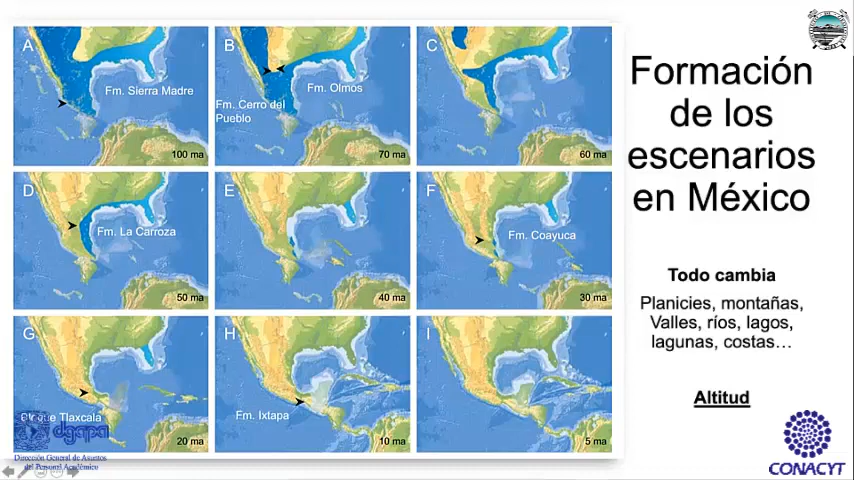 A
Fm. Sierra Madre
100 ma
B
Fm. Olmos
Fm. Cerro del
Pueblo
70 ma
C
60 ma
D
Fm. La Carroza
50 ma
E
40 ma
F
Fm. Coayuca
30 ma
G
Tlaxcala
20 ma
H
Fm. Ixtapa
10 ma
I
5 ma
Formación
de los
escenarios
en México
Todo cambia
Planicies, montañas,
Valles, ríos, lagos,
lagunas, costas...
Altitud
dgapa
Dirección General de Asuntos
del Personal Académico
CONACYT